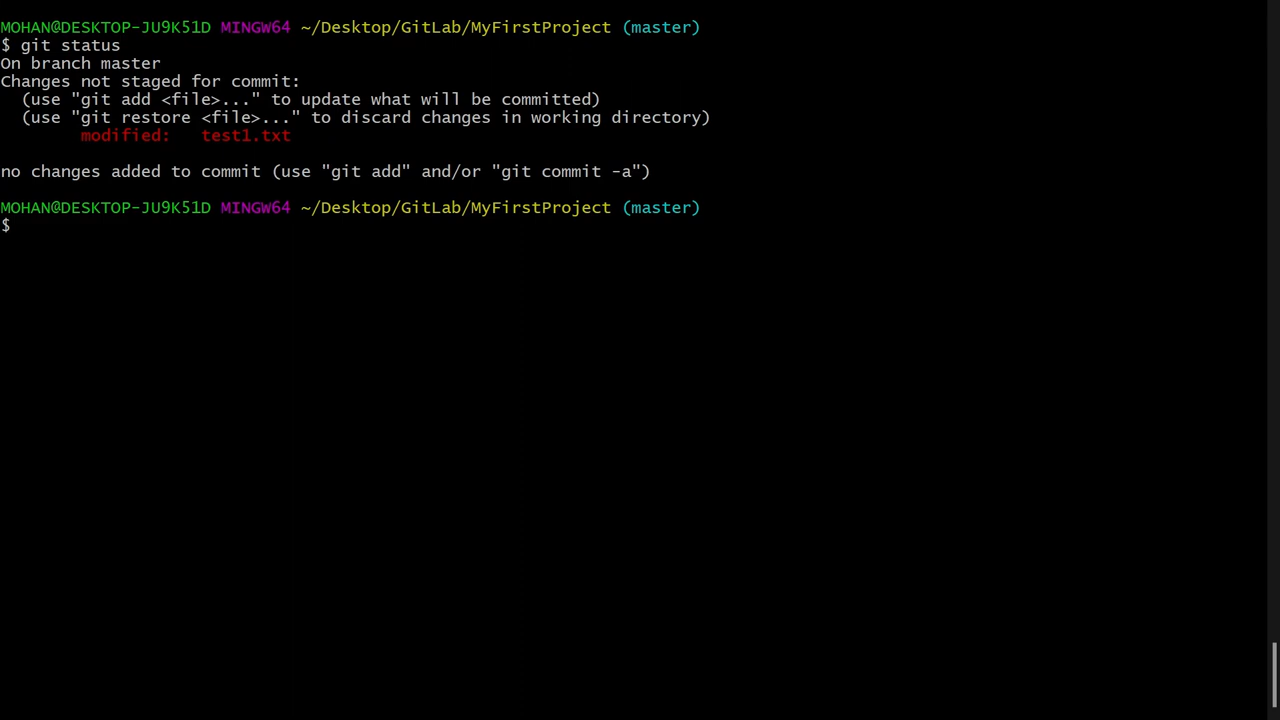 MOHAN@DESKTOP-JU9K51D MINGW64 ~/Desktop/GitLab/MyFirstProject (master)
$ git status
On branch master
Changes not staged for commit:
  (use "git add <file>..." to update what will be committed)
  (use "git restore <file>..." to discard changes in working directory)
        modified:   test1.txt

no changes added to commit (use "git add" and/or "git commit -a")

MOHAN@DESKTOP-JU9K51D MINGW64 ~/Desktop/GitLab/MyFirstProject (master)
$